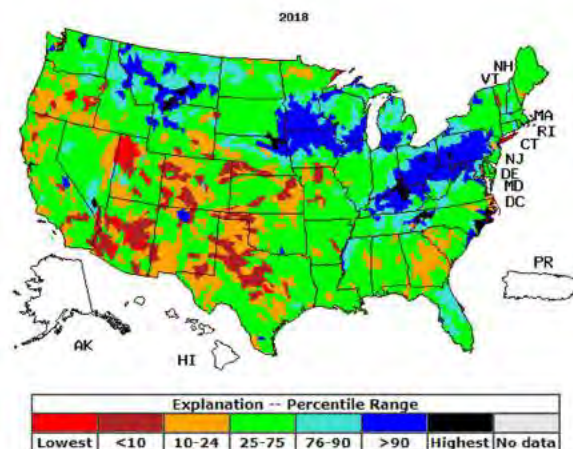 2018
NH
VT
MA
RI
CT
NJ
DE
MD
DC
PR
AK
HI
Explanation -- Percentile Range
Lowest <10 10-24 25-75 76-90 >90 Highest No data